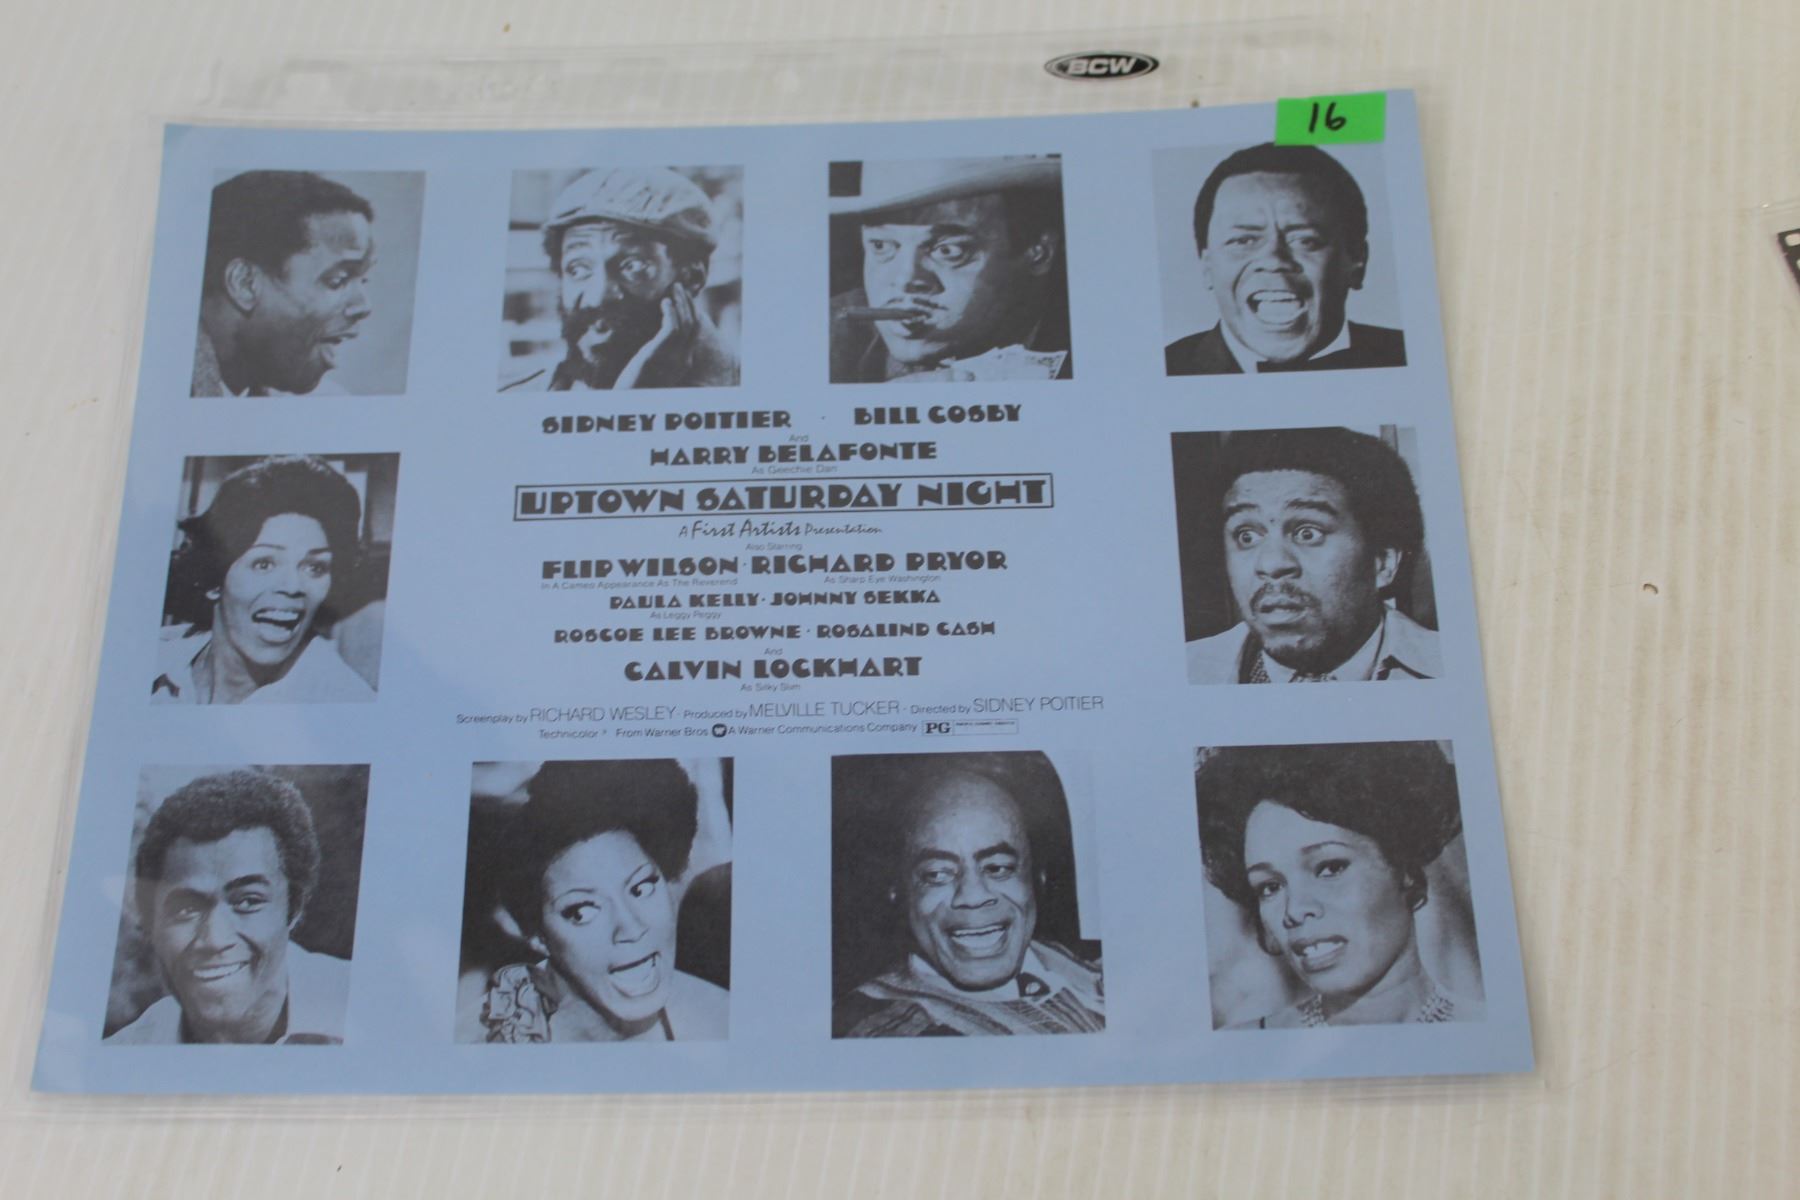 BCW
16
SIDNEY POITIER · BILL COSBY
And
HARRY BELAFONTE
As Geechie Dan
UPTOWN SATURDAY NIGHT
A First Artists Presentation
Also Starring
FLIP WILSON · RICHARD PRYOR
In A Cameo Appearance As The Reverend As Sharp Eye Washington
PAULA KELLY · JOHNNY SEKKA
As Leggy Peggy
ROSCOE LEE BROWNE · ROSALIND CASH
And
CALVIN LOCKHART
As Silky Slim
Screenplay by RICHARD WESLEY · Produced by MELVILLE TUCKER · Directed by SIDNEY POITIER
Technicolor® From Warner Bros A Warner Communications Company PG